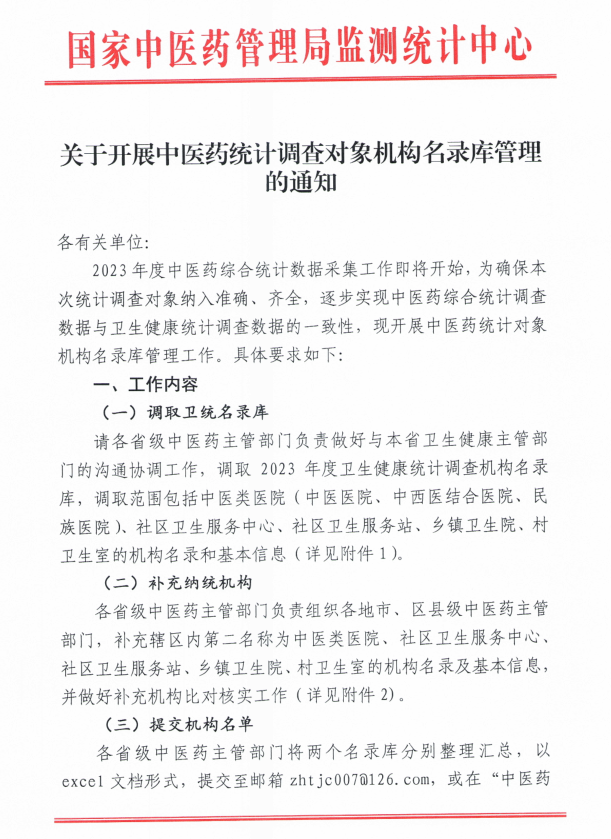 国家中医药管理局监测统计中心
关于开展中医药统计调查对象机构名录库管理
的通知
各有关单位：
2023 年度中医药综合统计数据采集工作即将开始，为确保本
次统计调查对象纳入准确、齐全，逐步实现中医药综合统计调查
数据与卫生健康统计调查数据的一致性，现开展中医药统计对象
机构名录库管理工作。具体要求如下：
一、工作内容
（一）调取卫统名录库
请各省级中医药主管部门负责做好与本省卫生健康主管部
门的沟通协调工作，调取 2023 年度卫生健康统计调查机构名录
库，调取范围包括中医类医院（中医医院、中西医结合医院、民
族医院）、社区卫生服务中心、社区卫生服务站、乡镇卫生院、村
卫生室的机构名录和基本信息（详见附件 1）。
（二）补充纳统机构
各省级中医药主管部门负责组织各地市、区县级中医药主管
部门，补充辖区内第二名称为中医类医院、社区卫生服务中心、
社区卫生服务站、乡镇卫生院、村卫生室的机构名录及基本信息，
并做好补充机构比对核实工作（详见附件 2）。
（三）提交机构名单
各省级中医药主管部门将两个名录库分别整理汇总，以
excel 文档形式，提交至邮箱 zhtjc007@126.com，或在“中医药